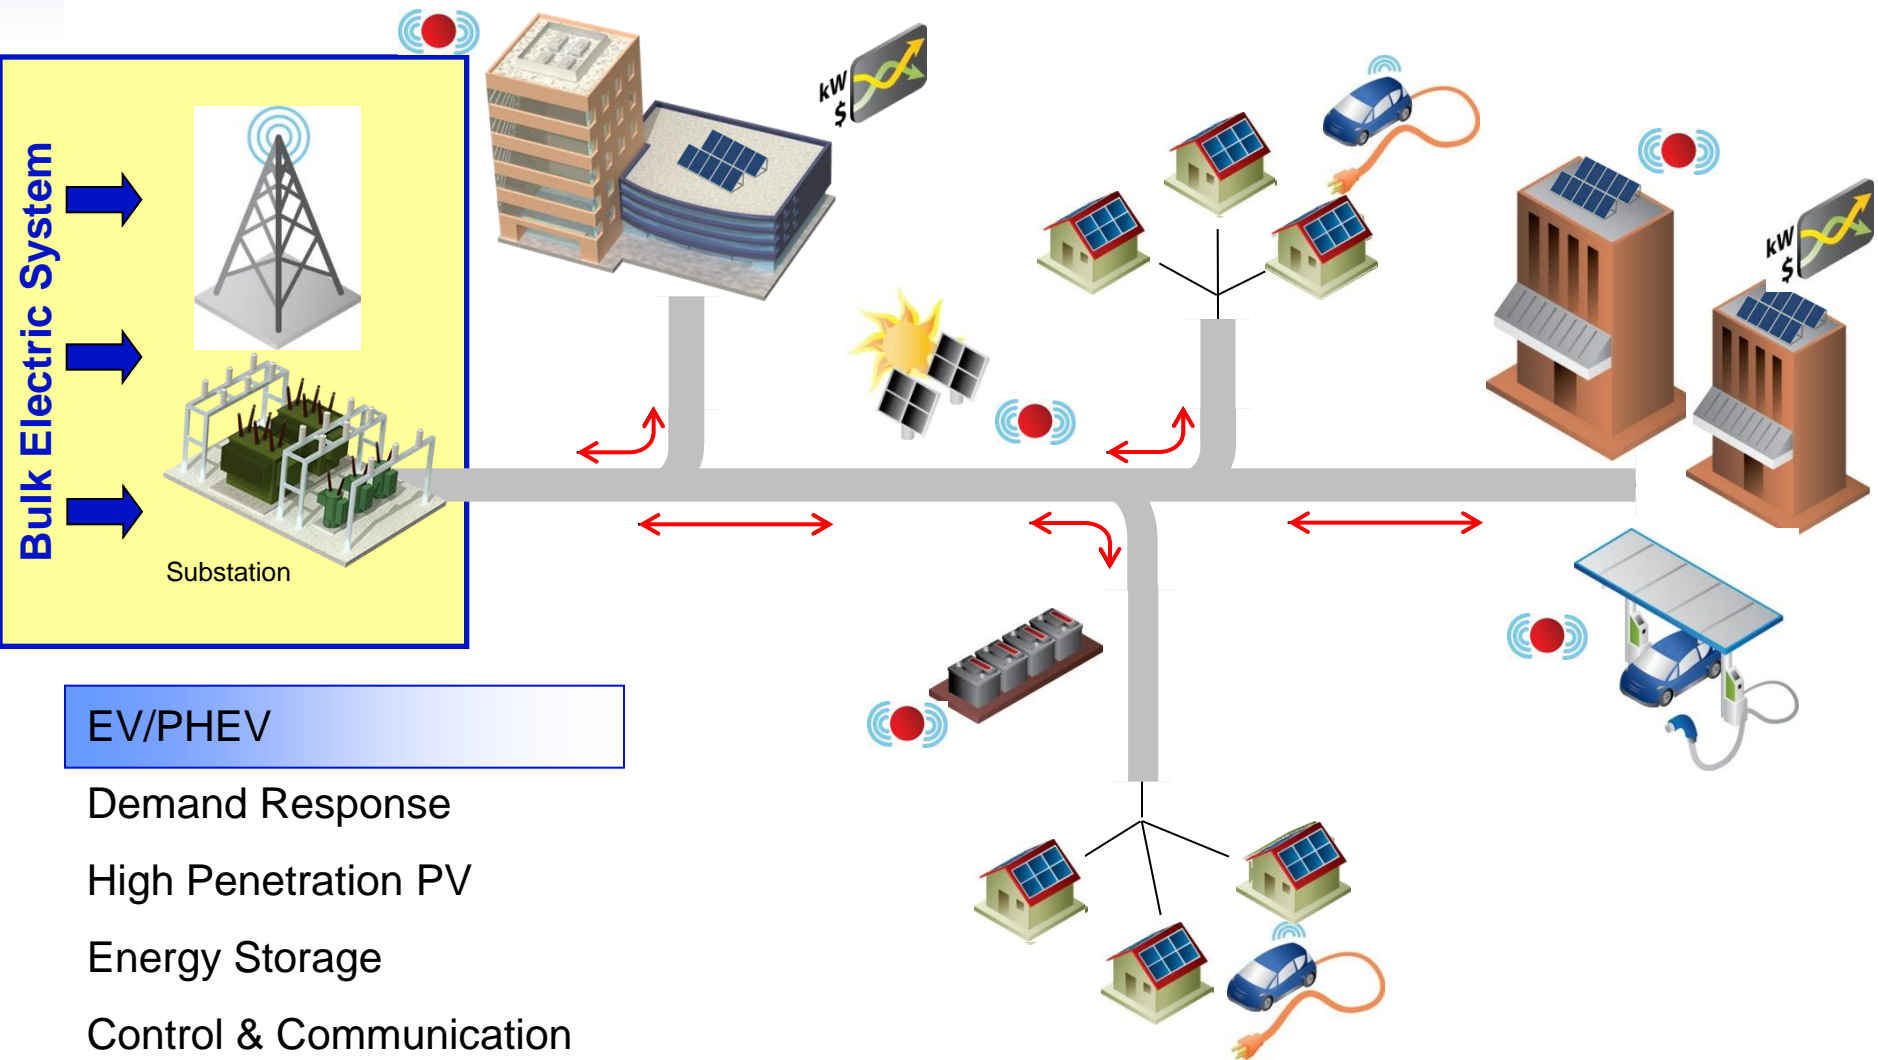 Bulk Electric System
Substation
kW
$
kW
$
EV/PHEV
Demand Response
High Penetration PV
Energy Storage
Control & Communication